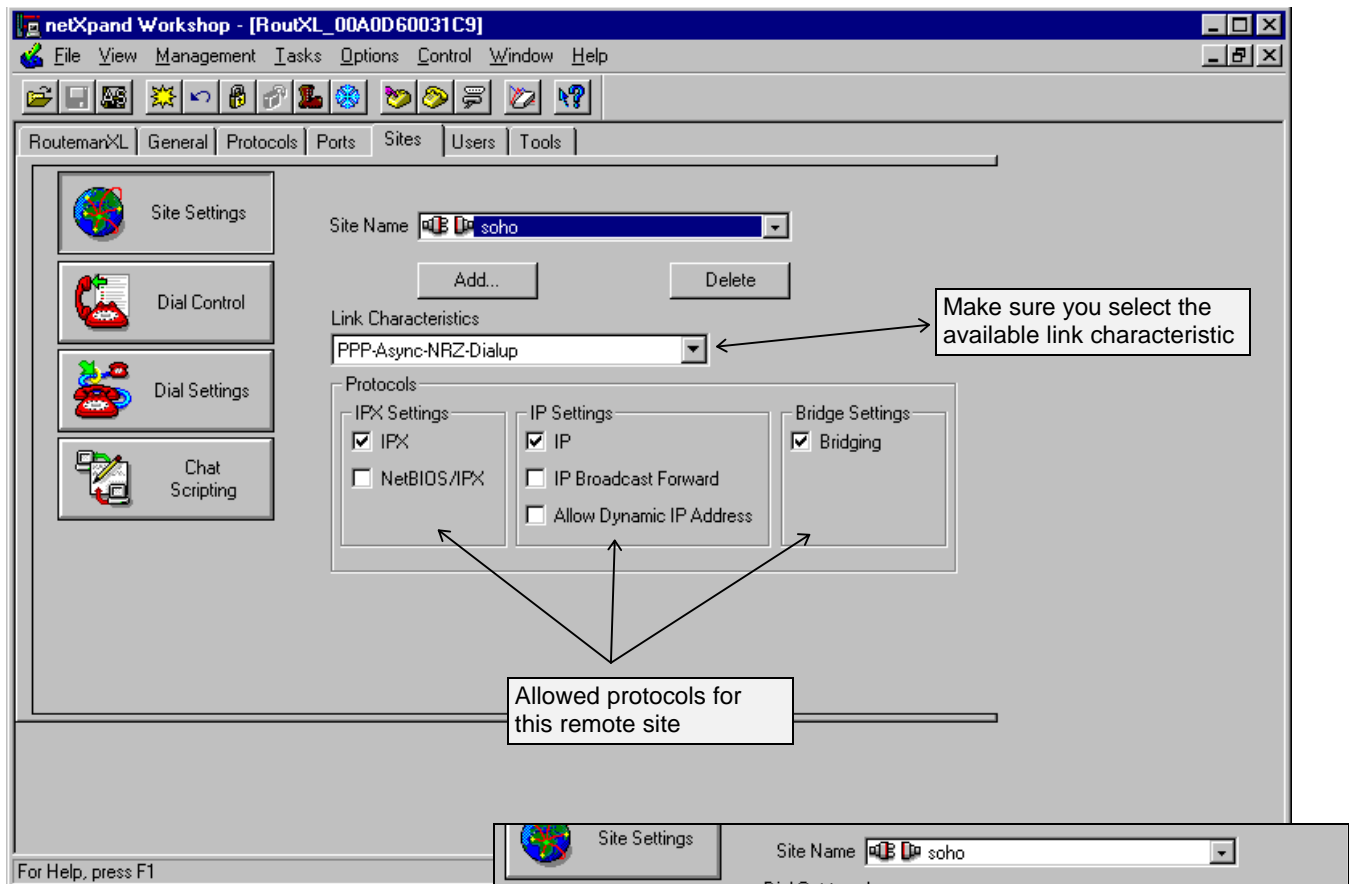 netXpand Workshop - [RoutXL_00A0D60031C9]
File View Management Tasks Options Control Window Help
RoutemanXL General Protocols Ports Sites Users Tools
Site Settings
Site Name soho
Add... Delete
Dial Control
Make sure you select the
available link characteristic
Link Characteristics
PPP-Async-NRZ-Dialup
Dial Settings
Protocols
IPX Settings IP Settings Bridge Settings
IPX IP Bridging
NetBIOS/IPX IP Broadcast Forward
Allow Dynamic IP Address
Chat
Scripting
Allowed protocols for
this remote site
Site Settings
Site Name soho
For Help, press F1